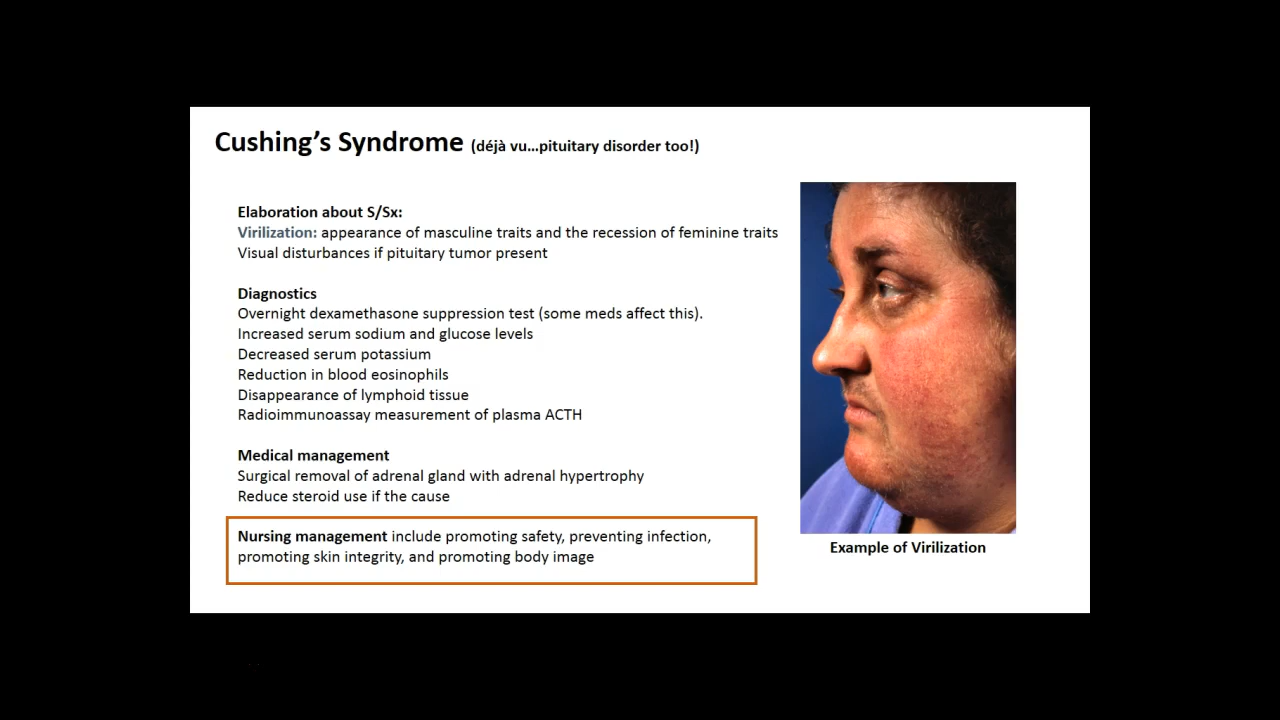 Cushing’s Syndrome (déjà vu…pituitary disorder too!)
Elaboration about S/Sx:
Virilization: appearance of masculine traits and the recession of feminine traits
Visual disturbances if pituitary tumor present
Diagnostics
Overnight dexamethasone suppression test (some meds affect this).
Increased serum sodium and glucose levels
Decreased serum potassium
Reduction in blood eosinophils
Disappearance of lymphoid tissue
Radioimmunoassay measurement of plasma ACTH
Medical management
Surgical removal of adrenal gland with adrenal hypertrophy
Reduce steroid use if the cause
Nursing management include promoting safety, preventing infection,
promoting skin integrity, and promoting body image
Example of Virilization